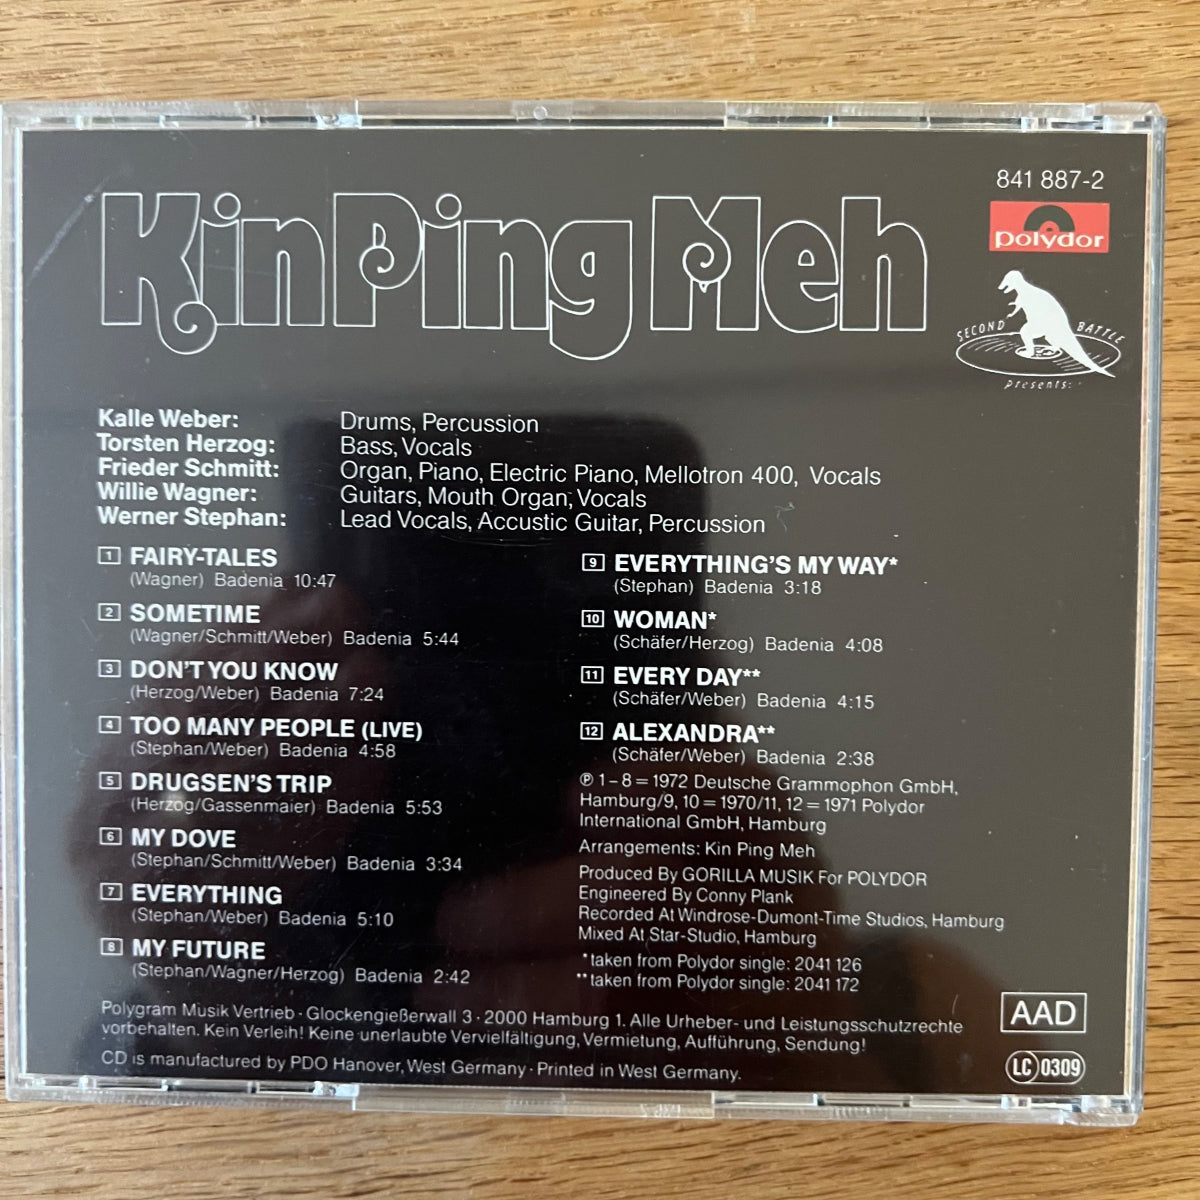 841 887-2
Kin Ping Meh
polydor
SECOND BATTLE
presents:
Kalle Weber: Drums, Percussion
Torsten Herzog: Bass, Vocals
Frieder Schmitt: Organ, Piano, Electric Piano, Mellotron 400, Vocals
Willie Wagner: Guitars, Mouth Organ, Vocals
Werner Stephan: Lead Vocals, Accustic Guitar, Percussion
1 FAIRY-TALES
(Wagner) Badenia 10:47
2 SOMETIME
(Wagner/Schmitt/Weber) Badenia 5:44
3 DON'T YOU KNOW
(Herzog/Weber) Badenia 7:24
4 TOO MANY PEOPLE (LIVE)
(Stephan/Weber) Badenia 4:58
5 DRUGSEN'S TRIP
(Herzog/Gassenmaier) Badenia 5:53
6 MY DOVE
(Stephan/Schmitt/Weber) Badenia 3:34
7 EVERYTHING
(Stephan/Weber) Badenia 5:10
8 MY FUTURE
(Stephan/Wagner/Herzog) Badenia 2:42
9 EVERYTHING'S MY WAY*
(Stephan) Badenia 3:18
10 WOMAN*
(Schäfer/Herzog) Badenia 4:08
11 EVERY DAY**
(Schäfer/Weber) Badenia 4:15
12 ALEXANDRA**
(Schäfer/Weber) Badenia 2:38
℗ 1–8 = 1972 Deutsche Grammophon GmbH,
Hamburg/9, 10 = 1970/11, 12 = 1971 Polydor
International GmbH, Hamburg
Arrangements: Kin Ping Meh
Produced By GORILLA MUSIK For POLYDOR
Engineered By Conny Plank
Recorded At Windrose-Dumont-Time Studios, Hamburg
Mixed At Star-Studio, Hamburg
*taken from Polydor single: 2041 126
**taken from Polydor single: 2041 172
Polygram Musik Vertrieb · Glockengießerwall 3 · 2000 Hamburg 1. Alle Urheber- und Leistungsschutzrechte
vorbehalten. Kein Verleih! Keine unerlaubte Vervielfältigung, Vermietung, Aufführung, Sendung!
CD is manufactured by PDO Hanover, West Germany · Printed in West Germany.
AAD
LC 0309